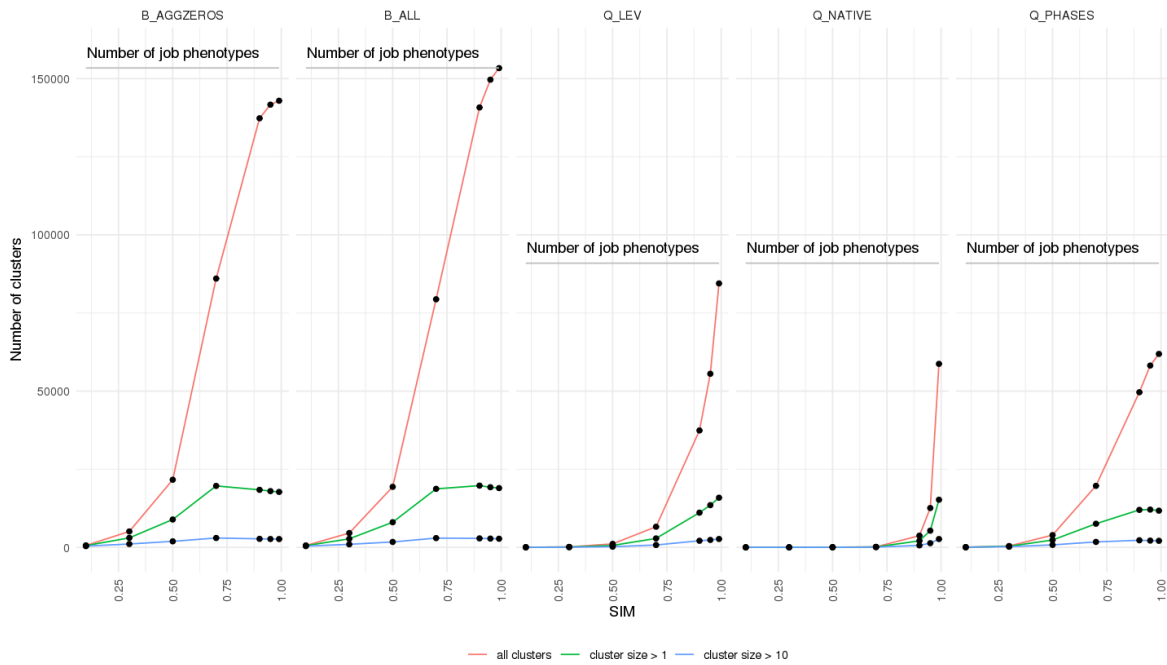 B_AGGZEROS B_ALL Q_LEV Q_NATIVE Q_PHASES
Number of job phenotypes Number of job phenotypes
150000
100000
Number of job phenotypes Number of job phenotypes Number of job phenotypes
Number of clusters
50000
0
0.25 0.50 0.75 1.00 0.25 0.50 0.75 1.00 0.25 0.50 0.75 1.00 0.25 0.50 0.75 1.00 0.25 0.50 0.75 1.00
SIM
all clusters cluster size > 1 cluster size > 10